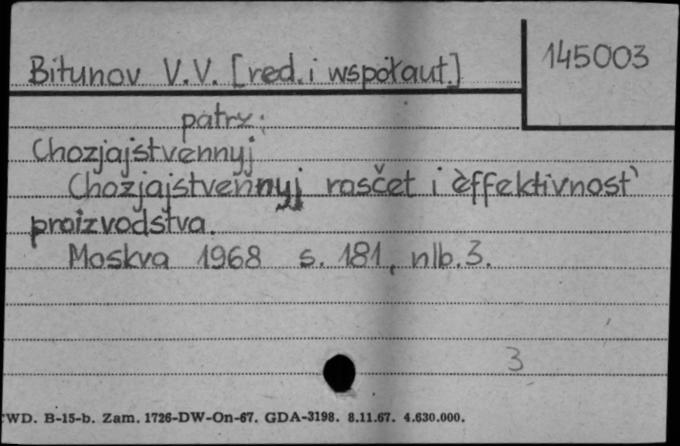 145003
Bitunov V.V. [red. i współaut.]
patrz:
Chozjajstvennyj
Chozjajstvennyj rasčet i èffektivnost'
proizvodstva.
Moskva 1968 s. 181, nlb. 3.
3
WD. B-15-b. Zam. 1726-DW-On-67. GDA-3198. 8.11.67. 4.630.000.